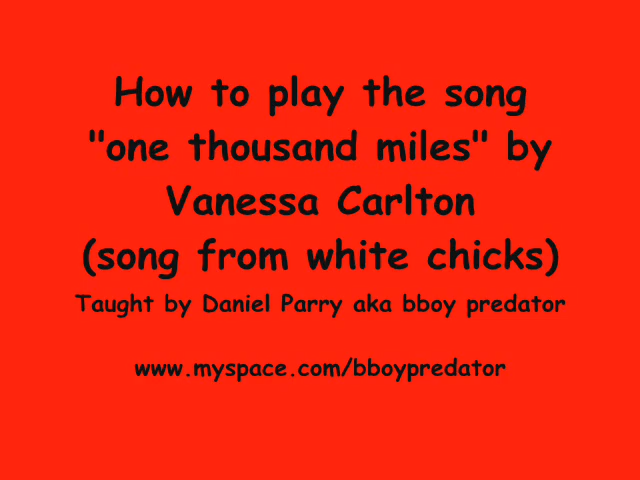 How to play the song
"one thousand miles" by
Vanessa Carlton
(song from white chicks)
Taught by Daniel Parry aka bboy predator
www.myspace.com/bboypredator